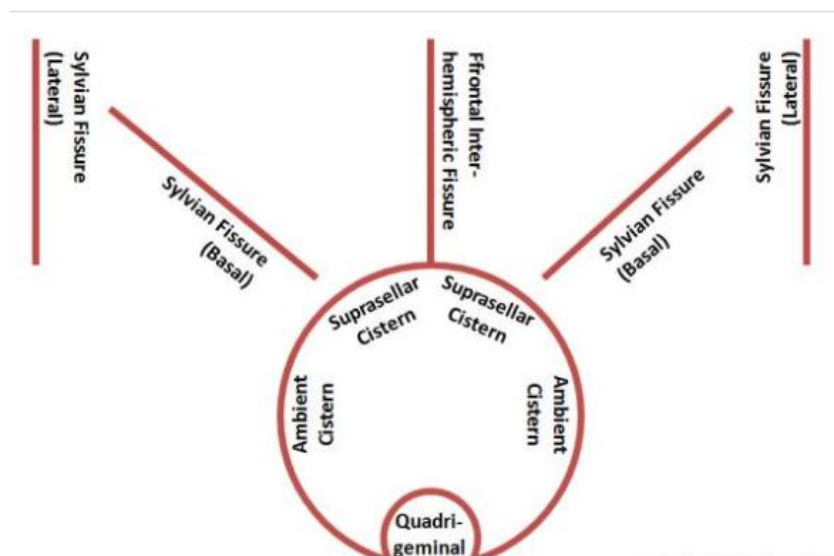 Sylvian Fissure
(Lateral)
Sylvian Fissure
(Basal)
Ffrontal Inter-
hemispheric Fissure
Sylvian Fissure
(Basal)
Sylvian Fissure
(Lateral)
Suprasellar
Cistern
Suprasellar
Cistern
Ambient
Cistern
Ambient
Cistern
Quadri-
geminal